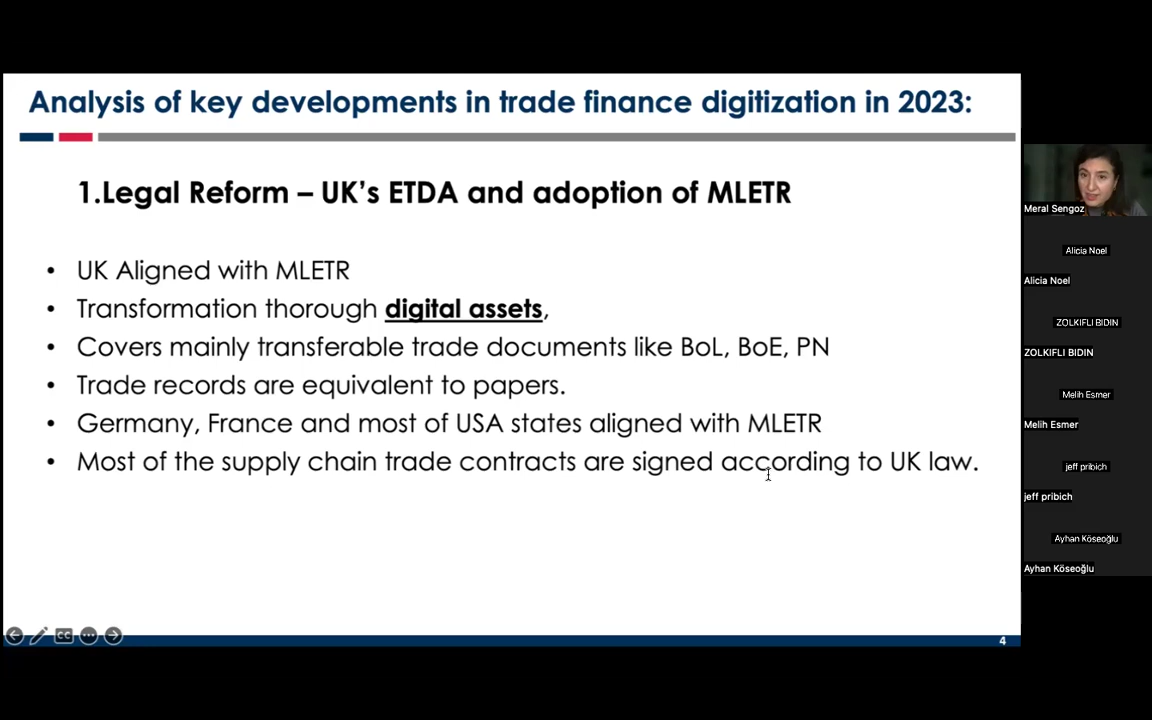 Analysis of key developments in trade finance digitization in 2023:
1.Legal Reform – UK's ETDA and adoption of MLETR
• UK Aligned with MLETR
• Transformation thorough digital assets,
• Covers mainly transferable trade documents like BoL, BoE, PN
• Trade records are equivalent to papers.
• Germany, France and most of USA states aligned with MLETR
• Most of the supply chain trade contracts are signed according to UK law.
CC
4
Meral Sengoz
Alicia Noel
Alicia Noel
ZOLKIFLI BIDIN
ZOLKIFLI BIDIN
Melih Esmer
Melih Esmer
jeff pribich
jeff pribich
Ayhan Köseoğlu
Ayhan Köseoğlu